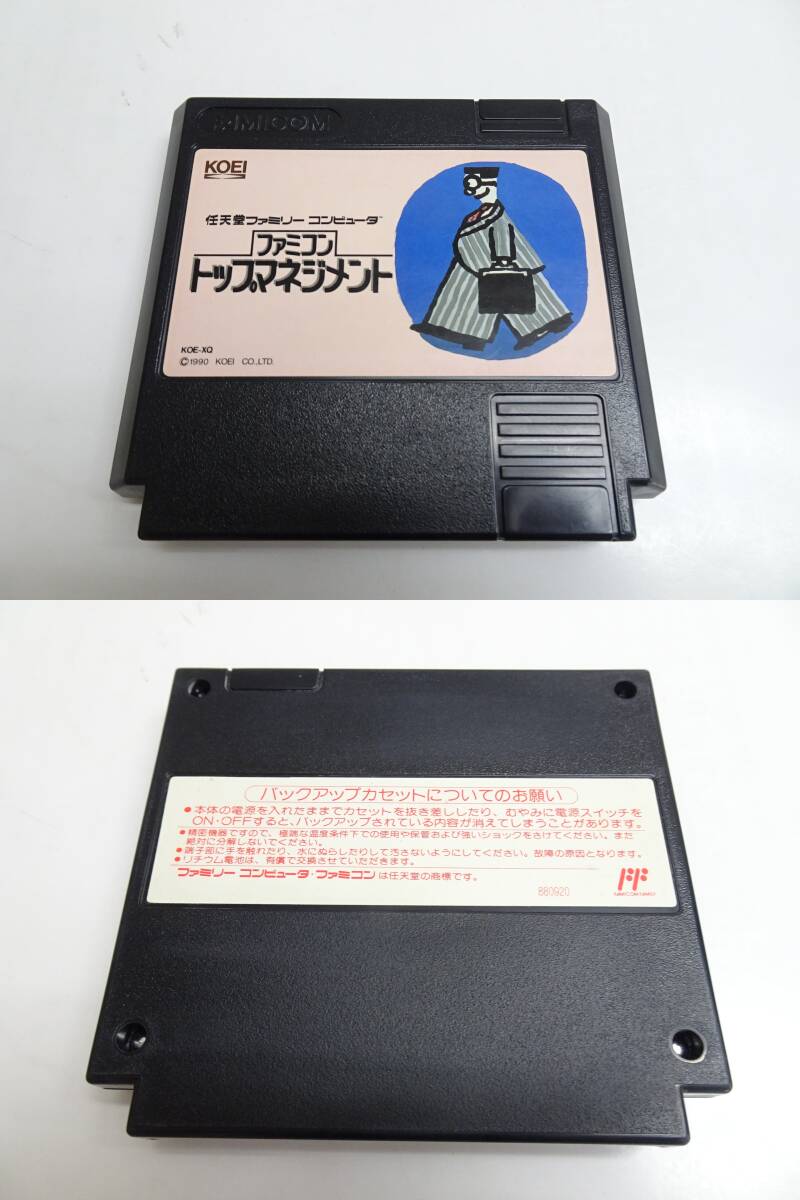 FAMICOM
KOEI
任天堂ファミリー コンピュータ™
ファミコン
トップマネジメント
KOE-XQ
©1990 KOEI CO.,LTD.
バックアップカセットについてのお願い
●本体の電源を入れたままでカセットを抜き差ししたり、むやみに電源スイッチを
ON・OFFすると、バックアップされている内容が消えてしまうことがあります。
●精密機器ですので、極端な温度条件下での使用や保管および強いショックをさけてください。また
絶対に分解しないでください。
●端子部に手を触れたり、水にぬらしたりして汚さないようにしてください。故障の原因となります。
●リチウム電池は、有償で交換させていただきます。
ファミリー コンピュータ・ファミコンは任天堂の商標です。
880920